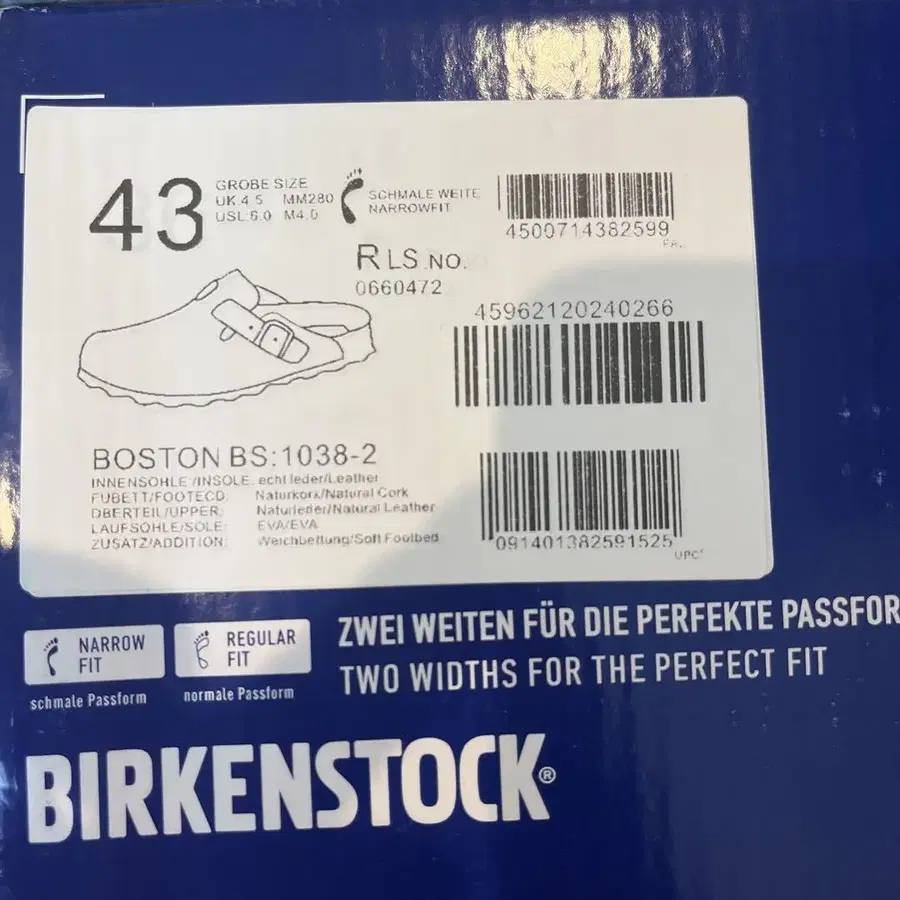 43
GROBE SIZE
UK.4.5 MM280
USL:6.0 M4.0
SCHMALE WEITE
NARROWFIT
4500714382599
RLS.NO.
0660472
45962120240266
BOSTON BS:1038-2
INNENSOHLE/INSOLE: echt leder/Leather
FUBETT/FOOTECD: Naturkork/Natural Cork
DBERTEIL/UPPER: Naturleder/Natural Leather
LAUFSOHLE/SOLE: EVA/EVA
ZUSATZ/ADDITION: Weichbettung/Soft Foolbed
091401382591525
UPC
NARROW
FIT
schmale Passform
REGULAR
FIT
normale Passform
ZWEI WEITEN FÜR DIE PERFEKTE PASSFOR
TWO WIDTHS FOR THE PERFECT FIT
BIRKENSTOCK®